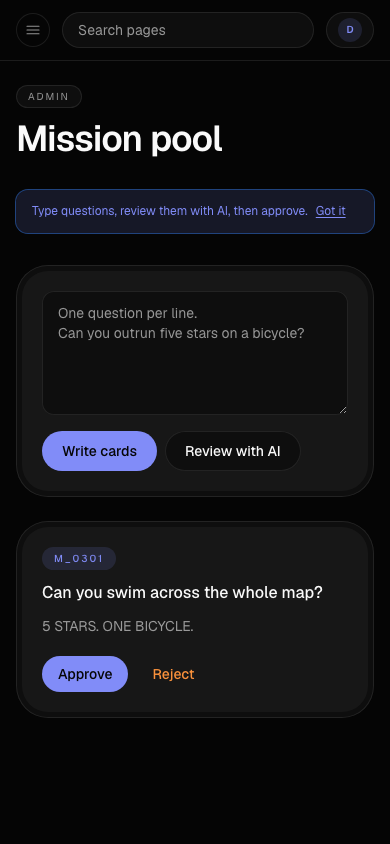 Search pages
D
ADMIN
Mission pool
Type questions, review them with AI, then approve. Got it
One question per line.
Can you outrun five stars on a bicycle?
Write cards
Review with AI
M_0301
Can you swim across the whole map?
5 STARS. ONE BICYCLE.
Approve
Reject